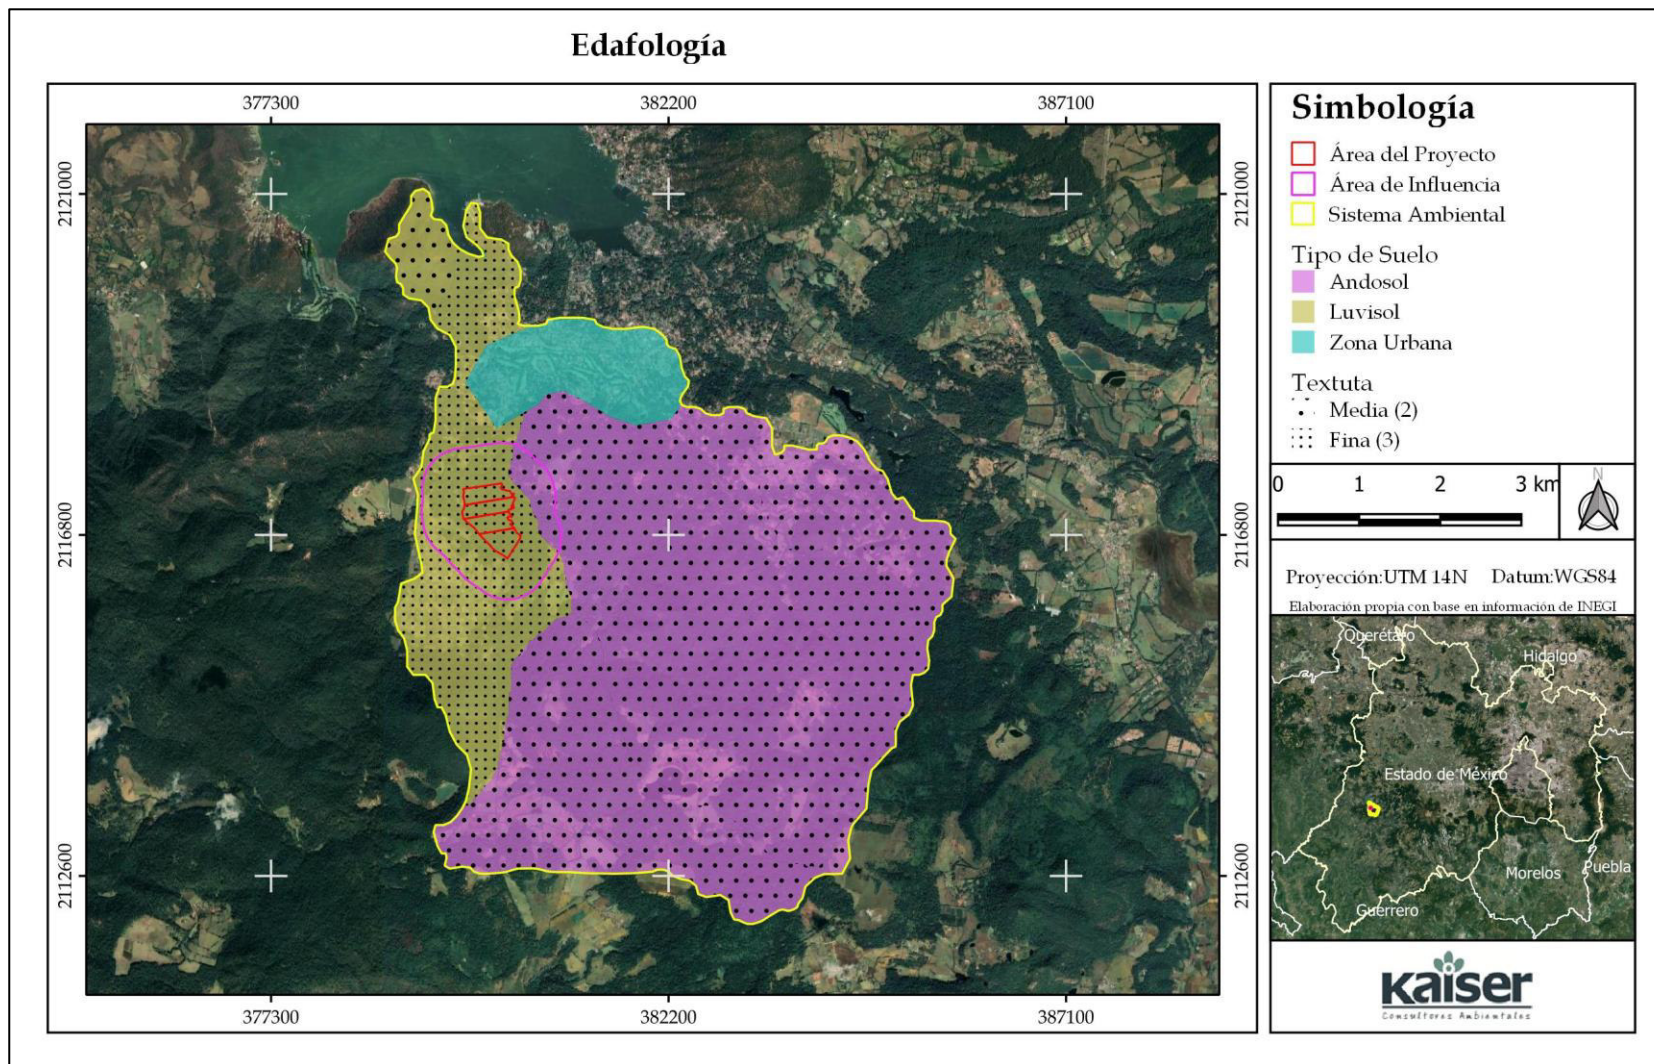 Edafología
377300
382200
387100
2121000
2121000
2116800
2116800
2112600
2112600
377300
382200
387100
Simbología
Área del Proyecto
Área de Influencia
Sistema Ambiental
Tipo de Suelo
Andosol
Luvisol
Zona Urbana
Textuta
Media (2)
Fina (3)
0 1 2 3 km
N
Proyección:UTM 14N Datum:WGS84
Elaboración propia con base en información de INEGI
Querétaro
Hidalgo
Estado de México
Morelos
Puebla
Guerrero
Kaiser
Consultores Ambientales